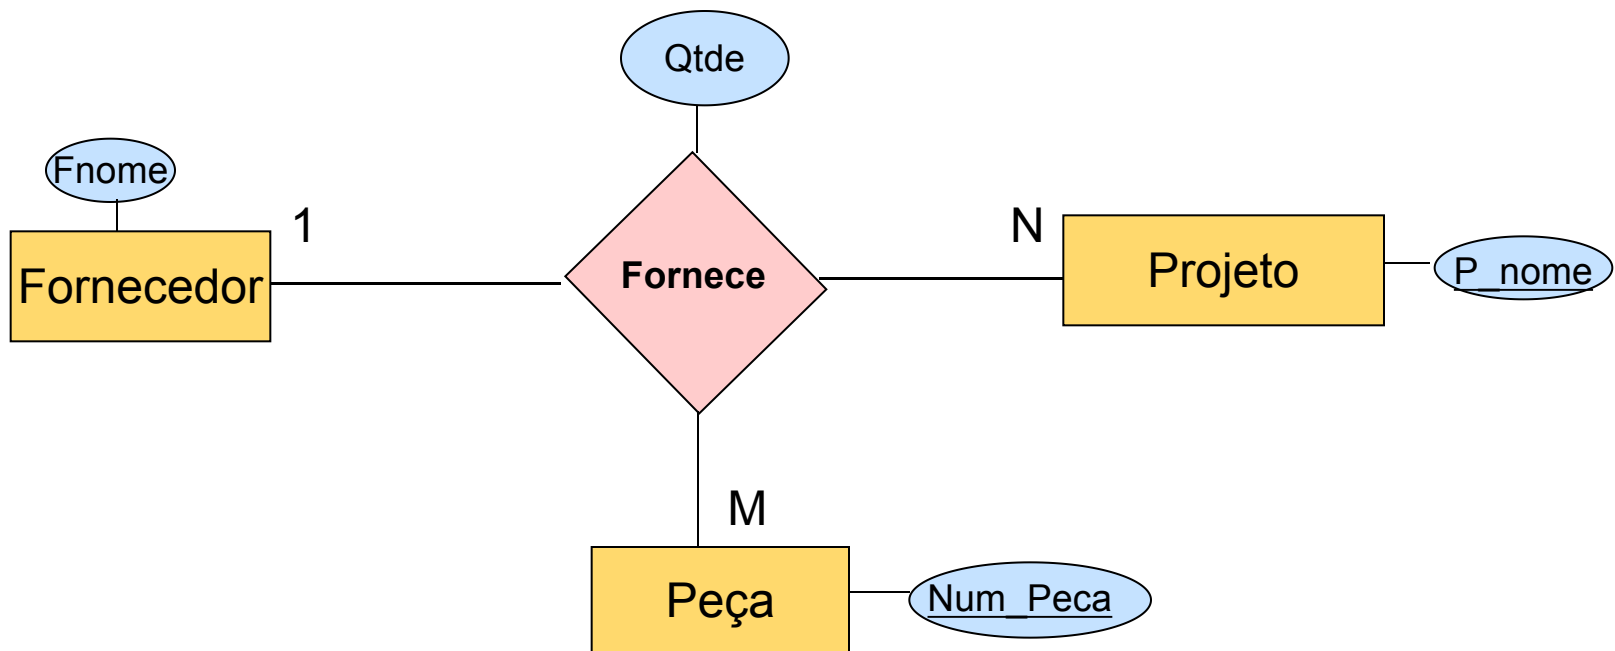 Qtde
Fnome
1
N
Fornecedor
Fornece
Projeto
P_nome
M
Peça
Num_Peca